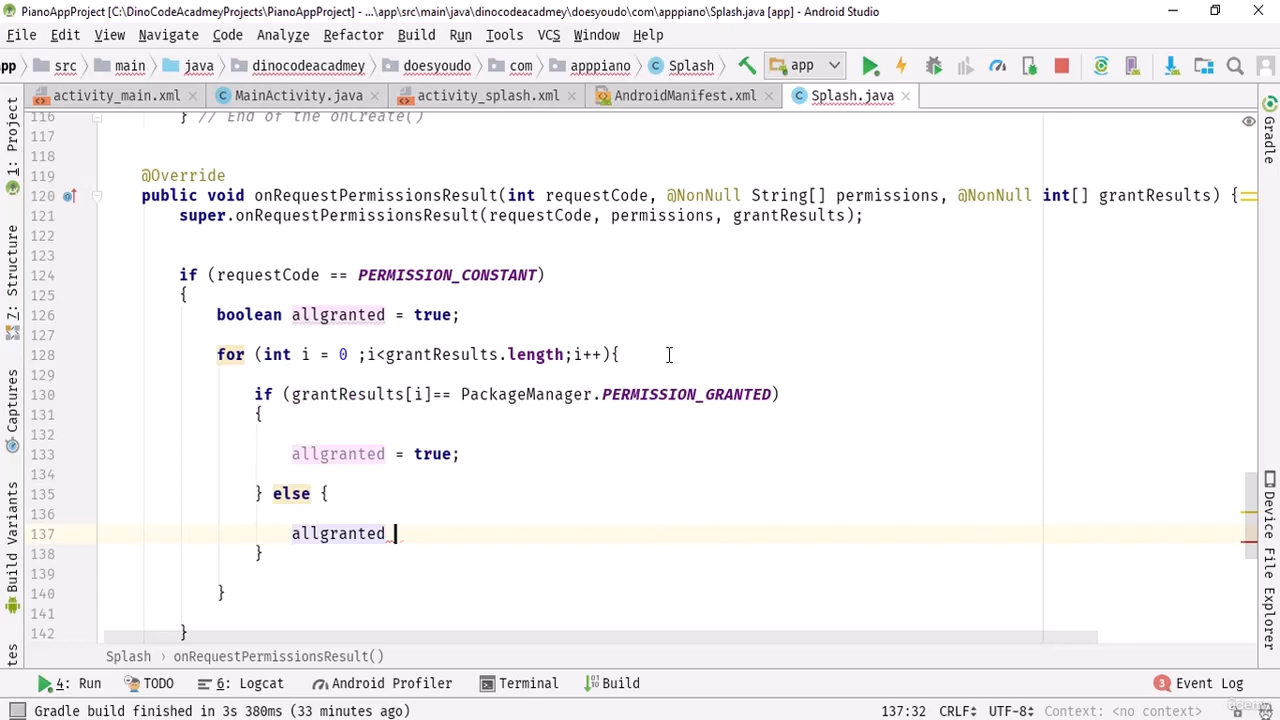 PianoAppProject [C:\DinoCodeAcadmeyProjects\PianoAppProject] - ...\app\src\main\java\dinocodeacadmey\doesyoudo\com\apppiano\Splash.java [app] - Android Studio
File Edit View Navigate Code Analyze Refactor Build Run Tools VCS Window Help
app src main java dinocodeacadmey doesyoudo com apppiano Splash app
activity_main.xml MainActivity.java activity_splash.xml AndroidManifest.xml Splash.java
1: Project
7: Structure
Captures
Build Variants
Gradle
Device File Explorer
116 } // End of the onCreate()
117
118
119 @Override
120 public void onRequestPermissionsResult(int requestCode, @NonNull String[] permissions, @NonNull int[] grantResults) {
121 super.onRequestPermissionsResult(requestCode, permissions, grantResults);
122
123
124 if (requestCode == PERMISSION_CONSTANT)
125 {
126 boolean allgranted = true;
127
128 for (int i = 0 ;i<grantResults.length;i++){
129
130 if (grantResults[i]== PackageManager.PERMISSION_GRANTED)
131 {
132
133 allgranted = true;
134
135 } else {
136
137 allgranted
138 }
139
140 }
141
142 }
Splash › onRequestPermissionsResult()
4: Run TODO 6: Logcat Android Profiler Terminal Build 3 Event Log
Gradle build finished in 3s 380ms (33 minutes ago) 137:32 CRLF UTF-8 Context: <no context>